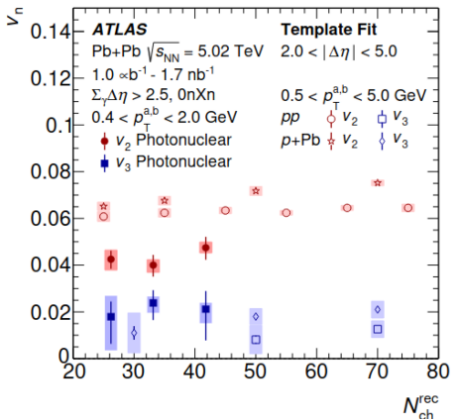 v_n
0.14
0.12
0.1
0.08
0.06
0.04
0.02
0
ATLAS
Pb+Pb √s_NN = 5.02 TeV
1.0 ∝b⁻¹ - 1.7 nb⁻¹
Σ_γΔη > 2.5, 0nXn
0.4 < p_T^{a,b} < 2.0 GeV
v₂ Photonuclear
v₃ Photonuclear
Template Fit
2.0 < |Δη| < 5.0
0.5 < p_T^{a,b} < 5.0 GeV
pp v₂ v₃
p+Pb v₂ v₃
20 30 40 50 60 70 80
N_ch^rec